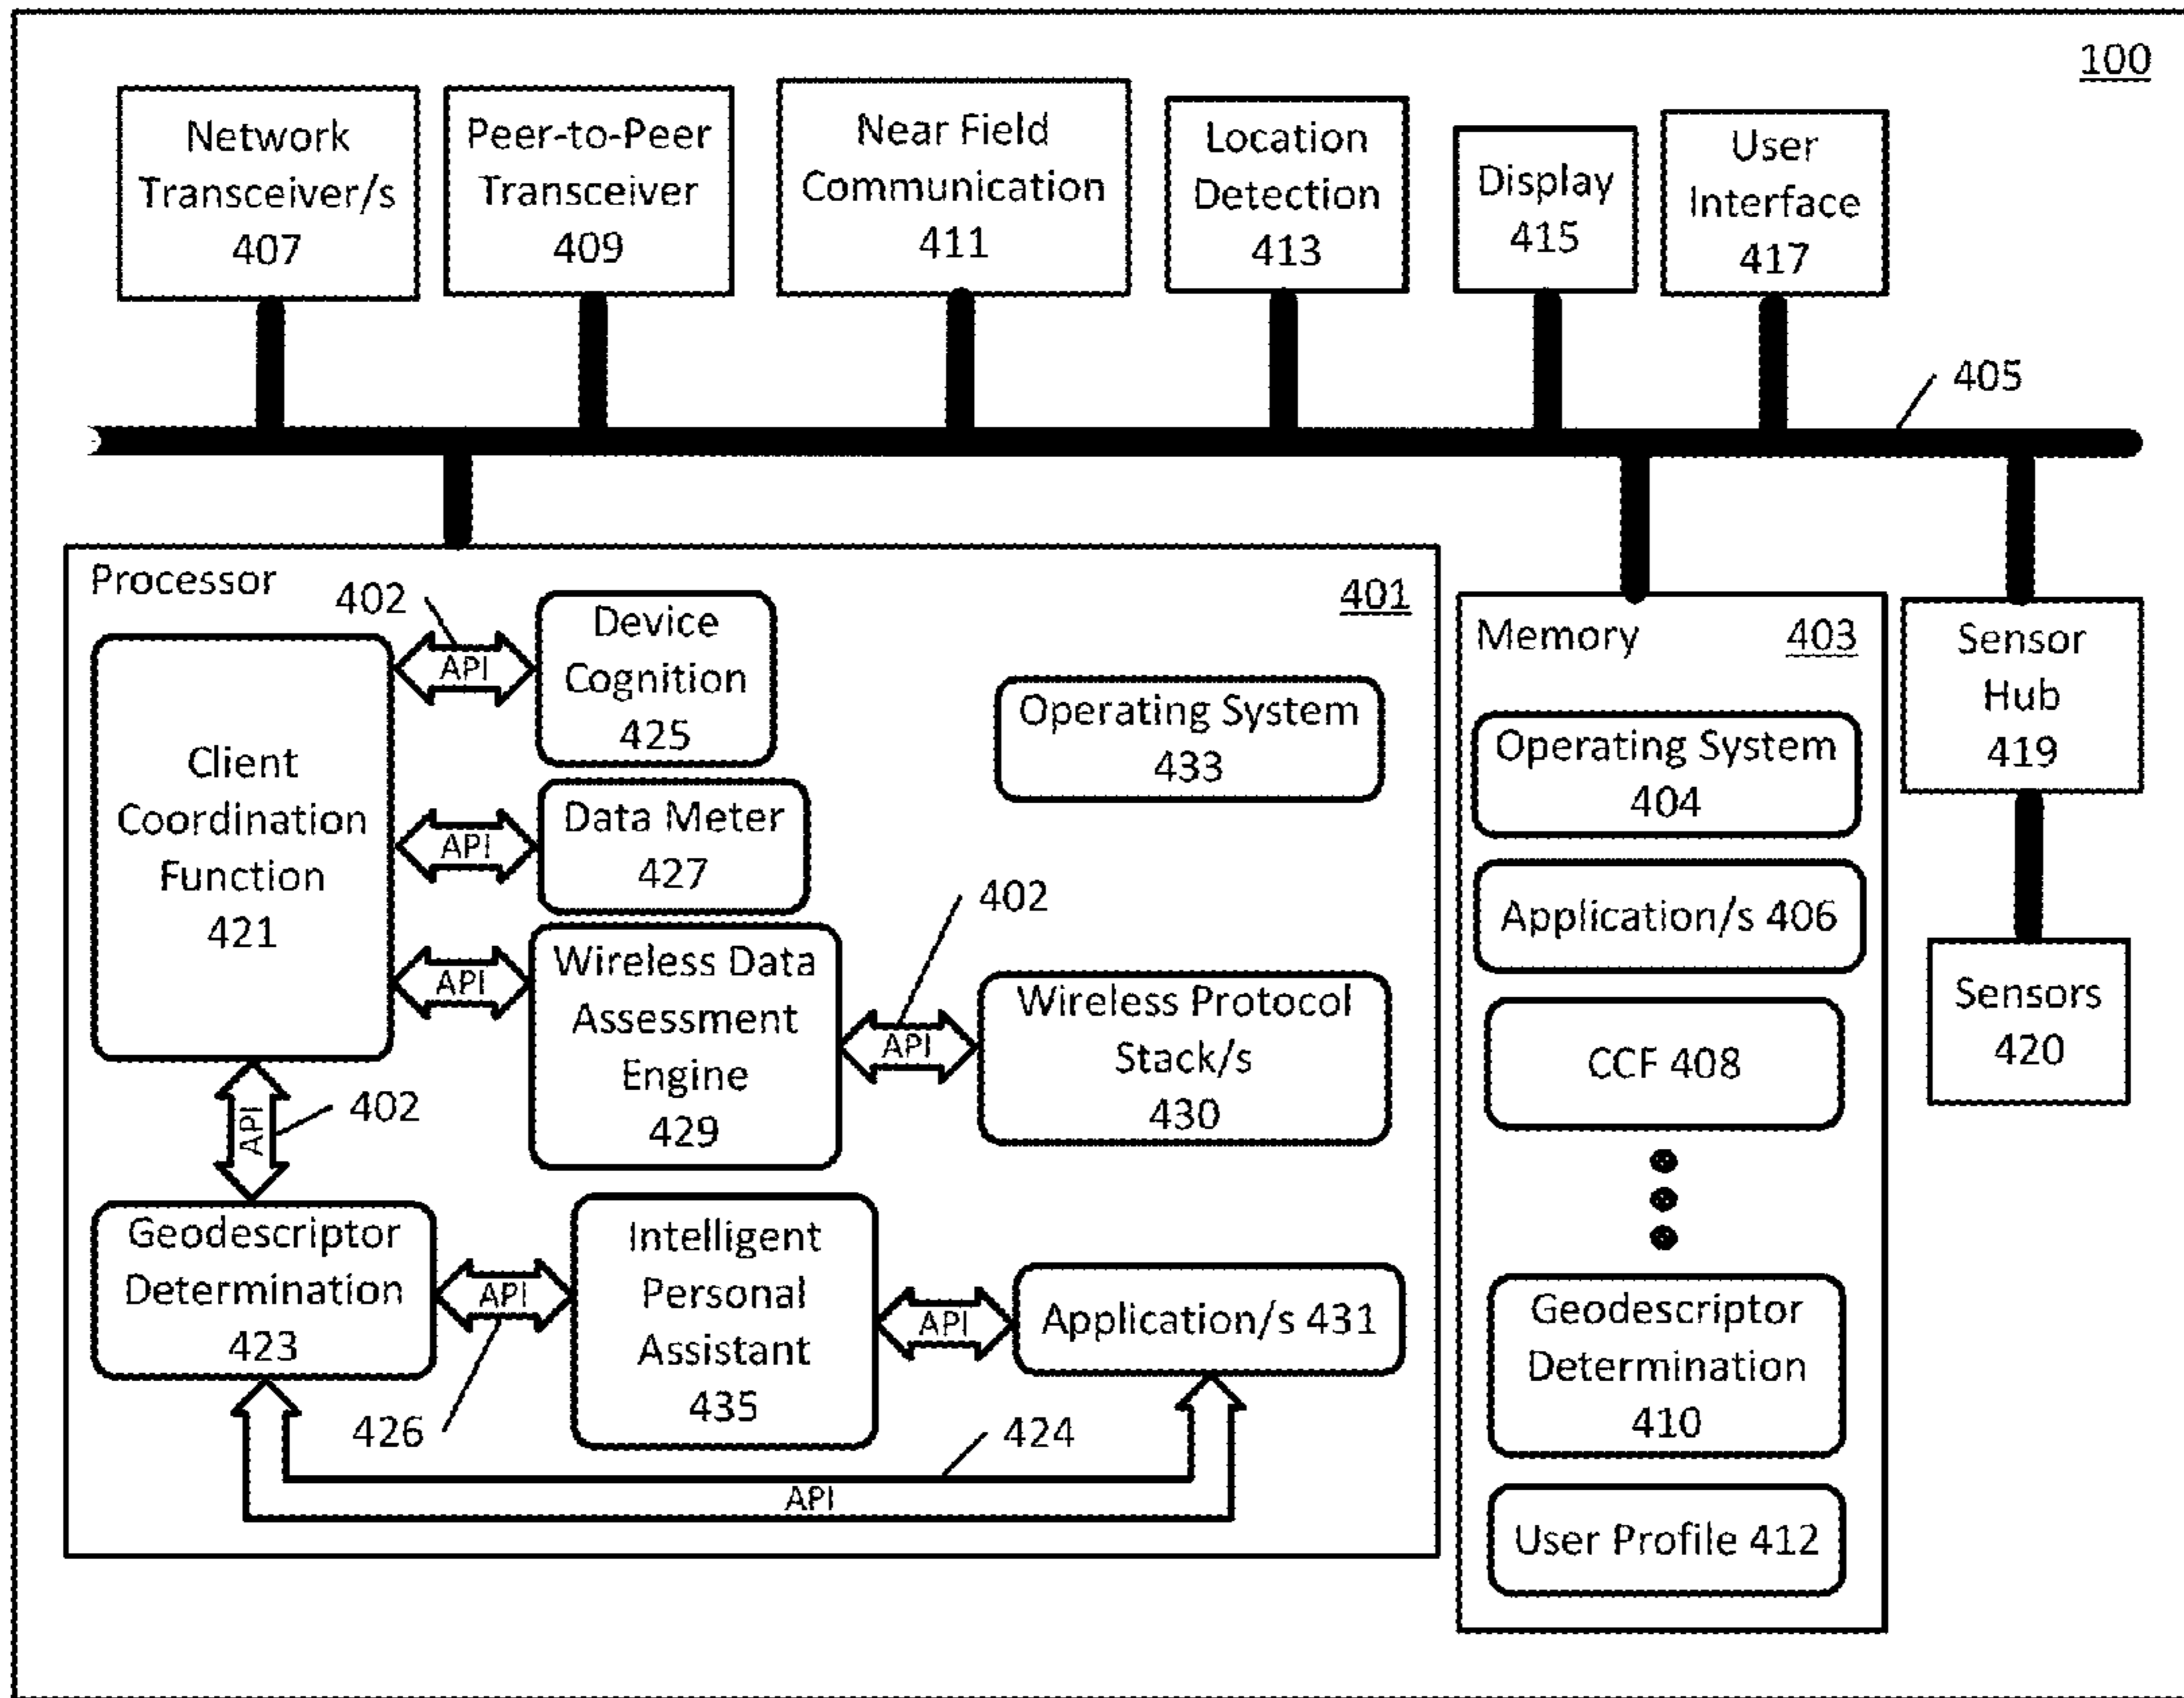 100
Network
Transceiver/s
407
Peer-to-Peer
Transceiver
409
Near Field
Communication
411
Location
Detection
413
Display
415
User
Interface
417
405
Processor
401
402
Client
Coordination
Function
421
API
Device
Cognition
425
API
Data Meter
427
API
Wireless Data
Assessment
Engine
429
402
API
Wireless Protocol
Stack/s
430
Operating System
433
API
402
Geodescriptor
Determination
423
API
426
Intelligent
Personal
Assistant
435
API
Application/s 431
424
API
Memory
403
Operating System
404
Application/s 406
CCF 408
Geodescriptor
Determination
410
User Profile 412
Sensor
Hub
419
Sensors
420